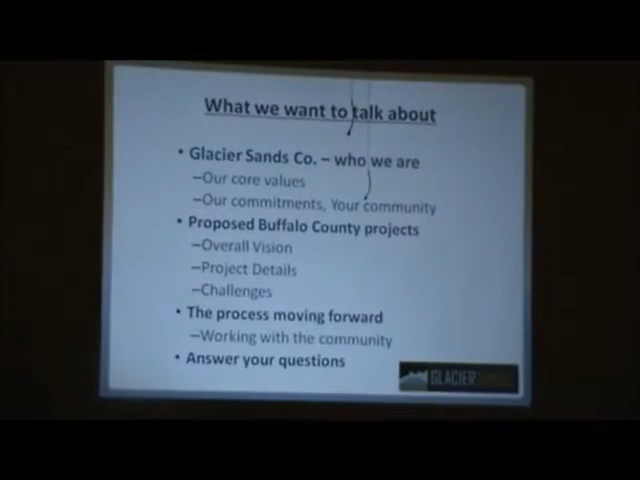 What we want to talk about
• Glacier Sands Co. – who we are
–Our core values
–Our commitments, Your community
• Proposed Buffalo County projects
–Overall Vision
–Project Details
–Challenges
• The process moving forward
–Working with the community
• Answer your questions
GLACIER